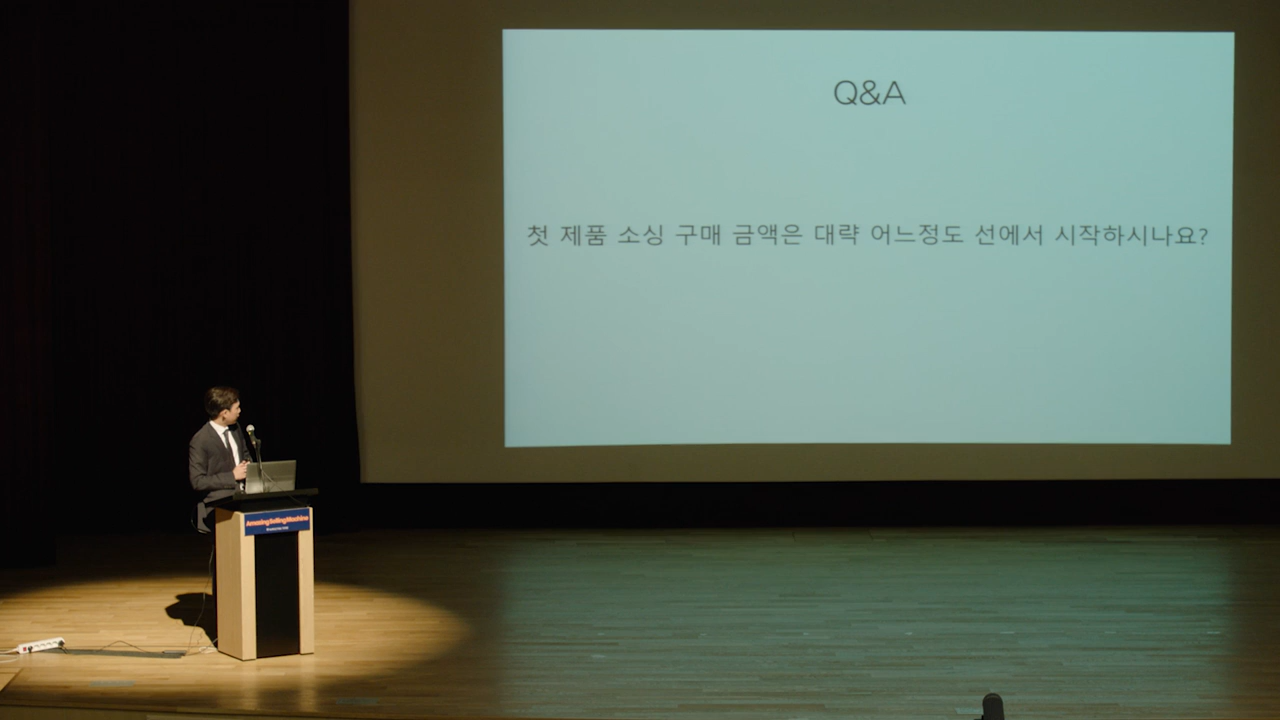 Q&A
첫 제품 소싱 구매 금액은 대략 어느정도 선에서 시작하시나요?
AmazingSellingMachine